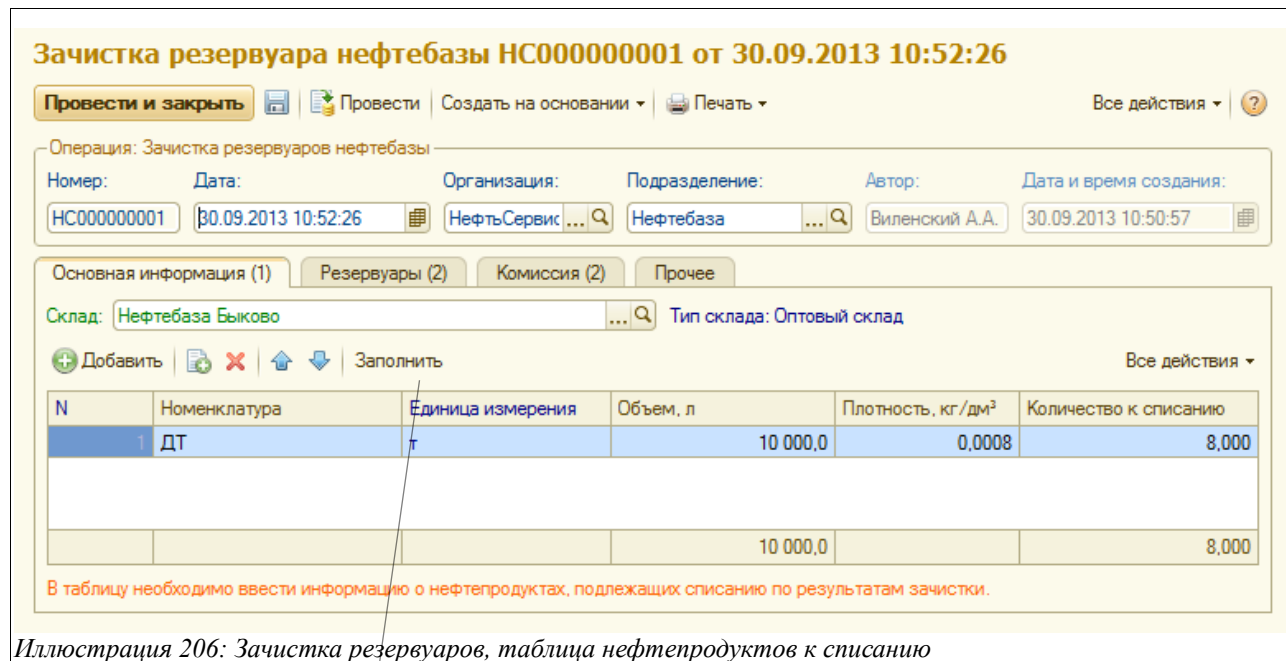 Зачистка резервуара нефтебазы НС000000001 от 30.09.2013 10:52:26
Провести и закрыть Провести Создать на основании Печать Все действия ?
Операция: Зачистка резервуаров нефтебазы
Номер: Дата: Организация: Подразделение: Автор: Дата и время создания:
НС000000001 30.09.2013 10:52:26 НефтьСервис ... Нефтебаза ... Виленский А.А. 30.09.2013 10:50:57
Основная информация (1) Резервуары (2) Комиссия (2) Прочее
Склад: Нефтебаза Быково ... Тип склада: Оптовый склад
Добавить Заполнить Все действия
N Номенклатура Единица измерения Объем, л Плотность, кг/дм³ Количество к списанию
1 ДТ т 10 000,0 0,0008 8,000
10 000,0 8,000
В таблицу необходимо ввести информацию о нефтепродуктах, подлежащих списанию по результатам зачистки.
Иллюстрация 206: Зачистка резервуаров, таблица нефтепродуктов к списанию